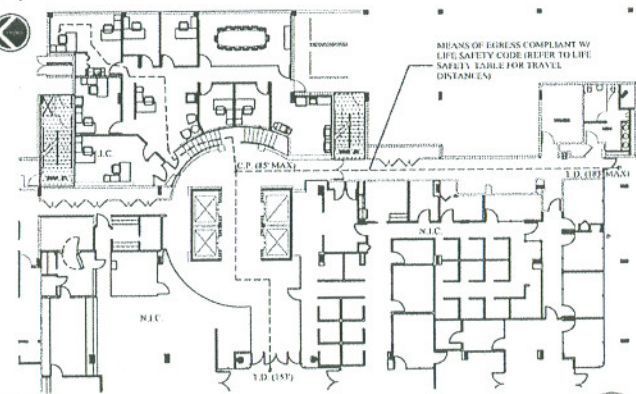 MEANS OF EGRESS COMPLIANT W/
LIFE SAFETY CODE (REFER TO LIFE
SAFETY TABLE FOR TRAVEL
DISTANCES)
N.I.C.
C.P. (85' MAX)
T.D. (183' MAX)
N.I.C.
N.I.C.
T.D. (153')